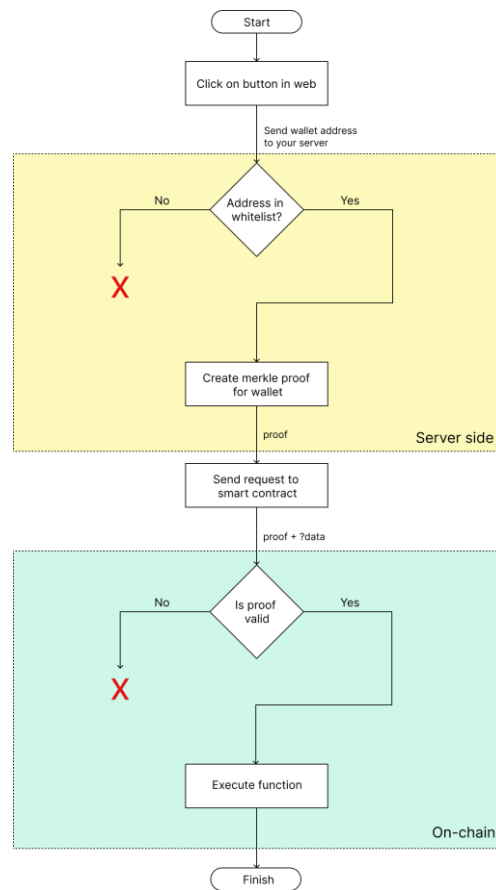 Start
Click on button in web
Send wallet address
to your server
Address in
whitelist?
No
Yes
X
Create merkle proof
for wallet
proof
Server side
Send request to
smart contract
proof + ?data
Is proof
valid
No
Yes
X
Execute function
On-chain
Finish